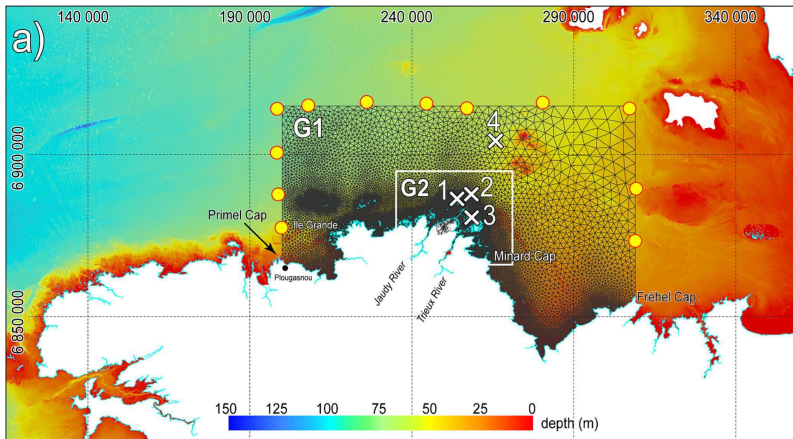 a)
140 000
190 000
240 000
290 000
340 000
G1
4
6 900 000
G2
1
2
3
Primel Cap
Ile Grande
Plougasnou
Jaudy River
Trieux River
Minard Cap
Fréhel Cap
6 850 000
150 125 100 75 50 25 0 depth (m)